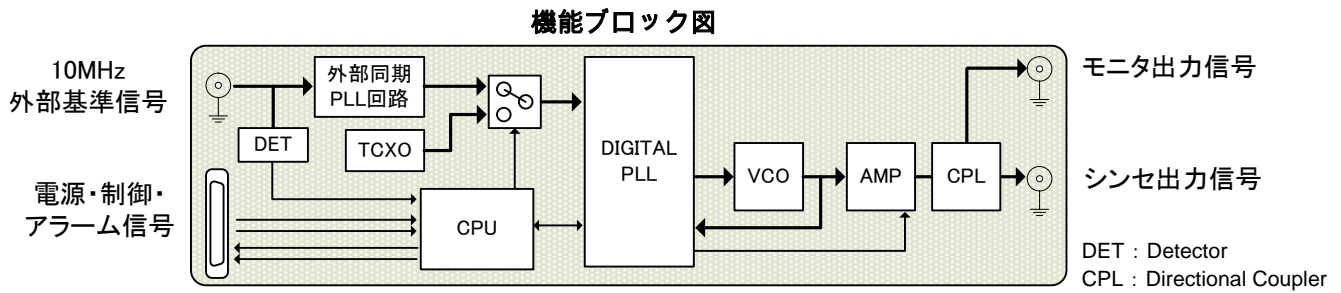 機能ブロック図
10MHz
外部基準信号
外部同期
PLL回路
DET
TCXO
電源・制御・
アラーム信号
CPU
DIGITAL
PLL
VCO
AMP
CPL
モニタ出力信号
シンセ出力信号
DET：Detector
CPL：Directional Coupler